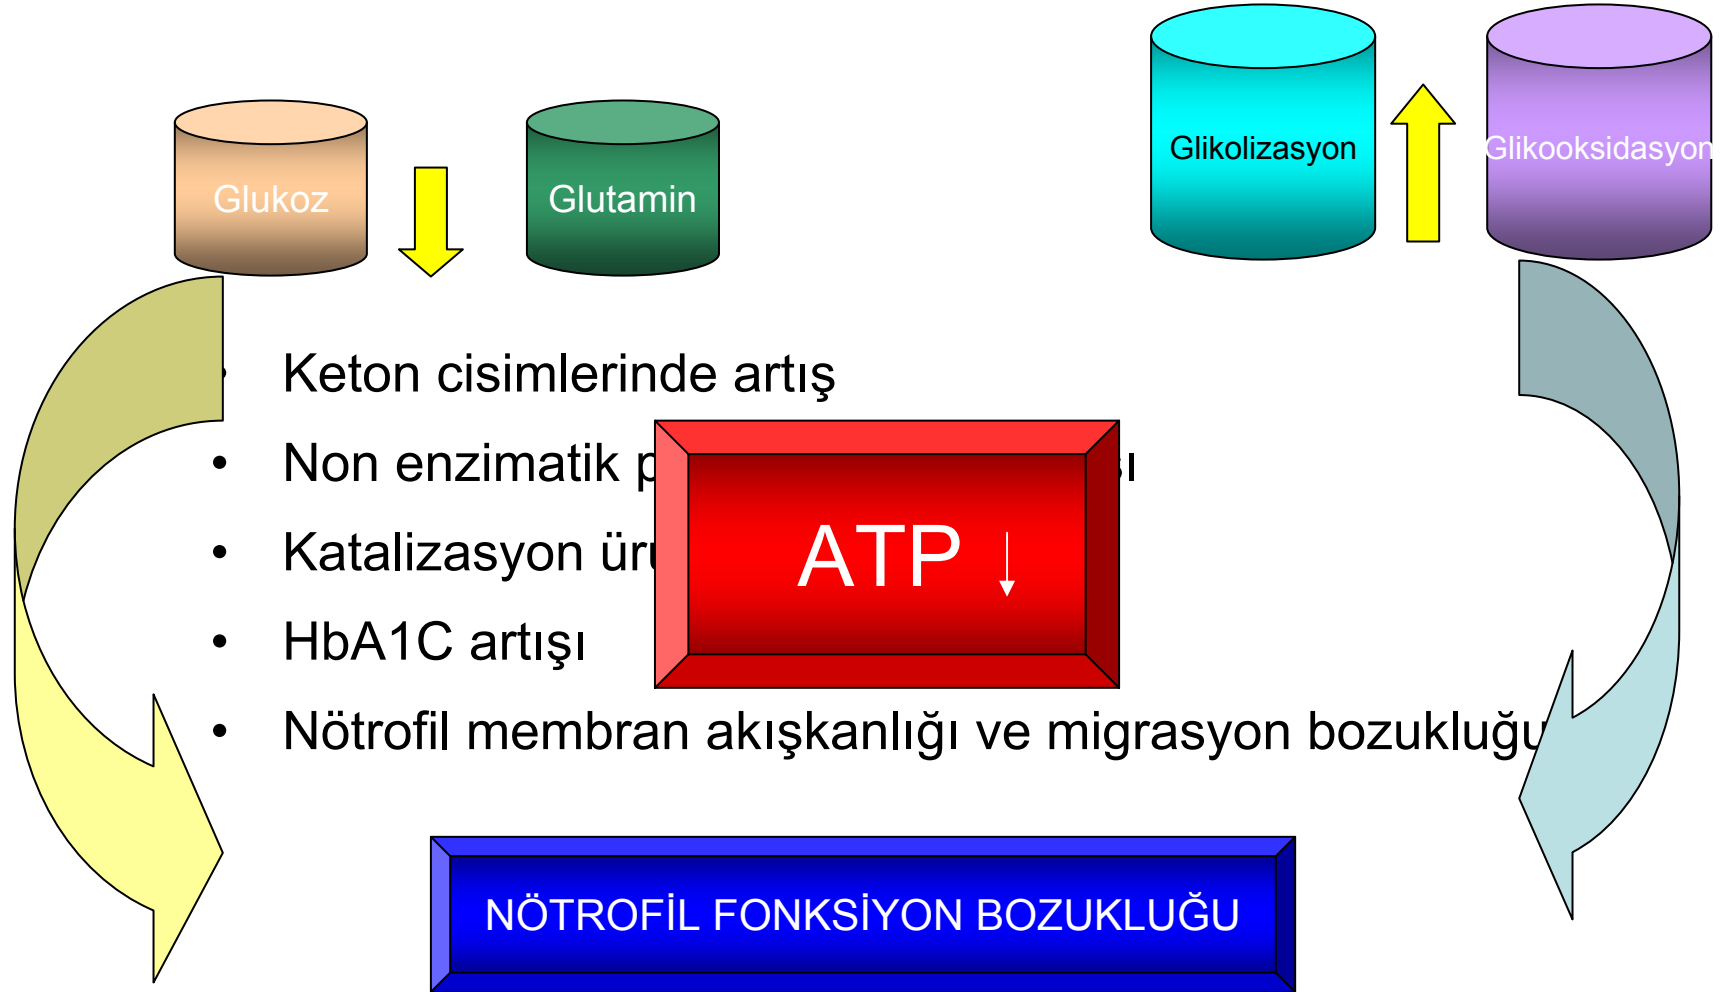 Glukoz
Glutamin
Glikolizasyon
Glikooksidasyon
• Keton cisimlerinde artış
• Non enzimatik
• Katalizasyon
ATP ↓
• HbA1C artışı
• Nötrofil membran akışkanlığı ve migrasyon bozukluğu
NÖTROFİL FONKSİYON BOZUKLUĞU